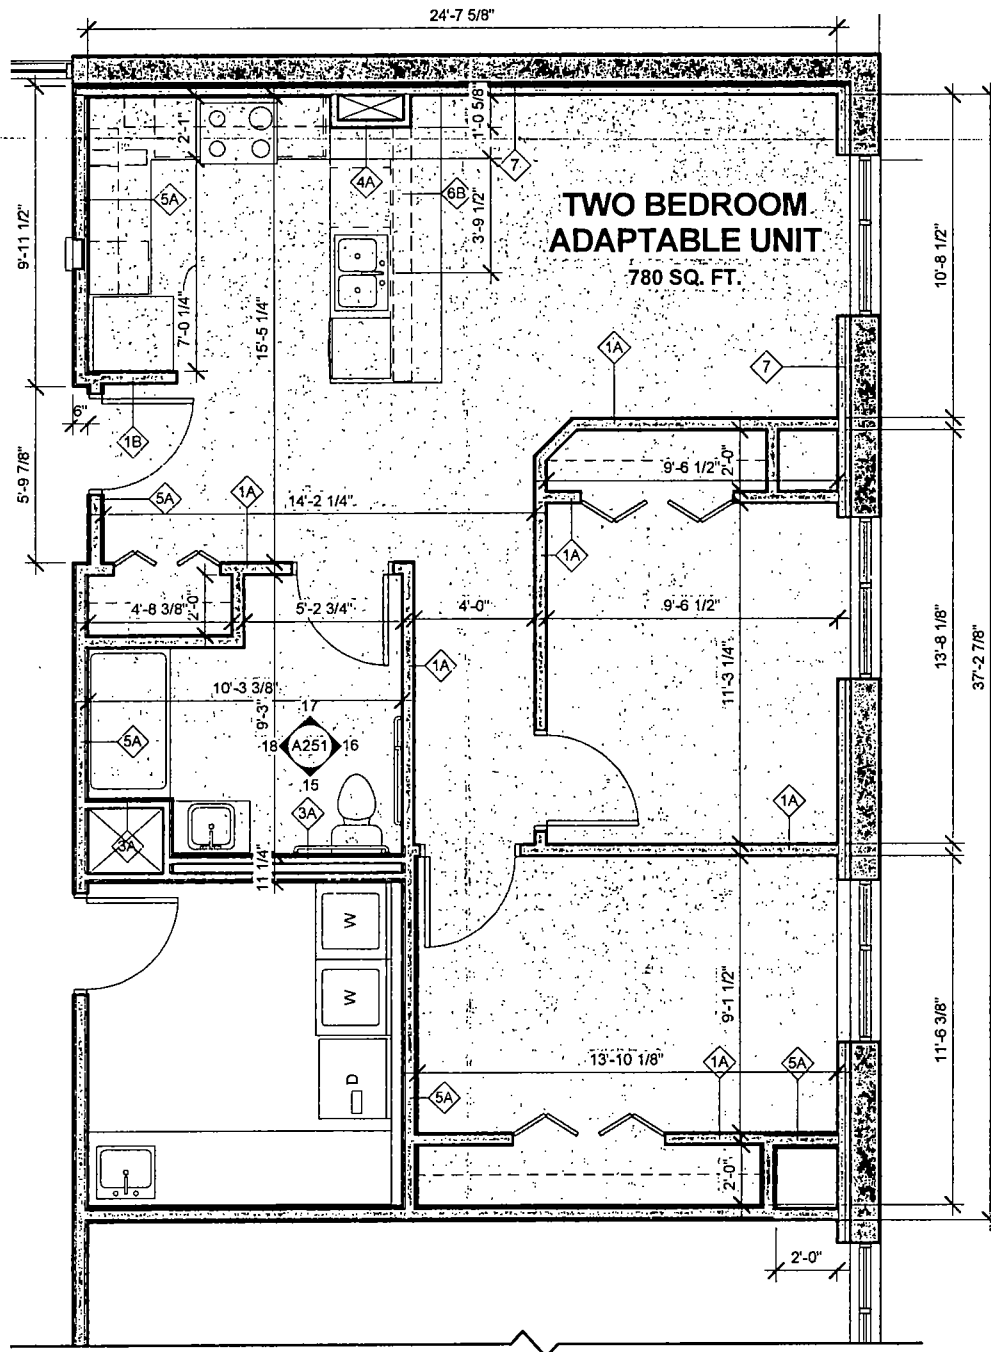 24'-7 5/8"
2'-1"
1'-0 5/8"
7
4A
6B
5A
3'-9 1/2"
TWO BEDROOM
ADAPTABLE UNIT
780 SQ. FT.
9'-11 1/2"
10'-8 1/2"
7'-0 1/4"
15'-5 1/4"
1A
7
6"
1B
5'-9 7/8"
9'-6 1/2"
2'-0"
5A
1A
14'-2 1/4"
1A
4'-8 3/8"
2'-0"
5'-2 3/4"
4'-0"
9'-6 1/2"
13'-8 1/8"
37'-2 7/8"
1A
11'-3 1/4"
10'-3 3/8"
9'-3"
17
18
A251
16
15
5A
3A
1A
3A
11 1/4"
W
W
9'-1 1/2"
11'-6 3/8"
13'-10 1/8"
1A
5A
D
5A
2'-0"
2'-0"